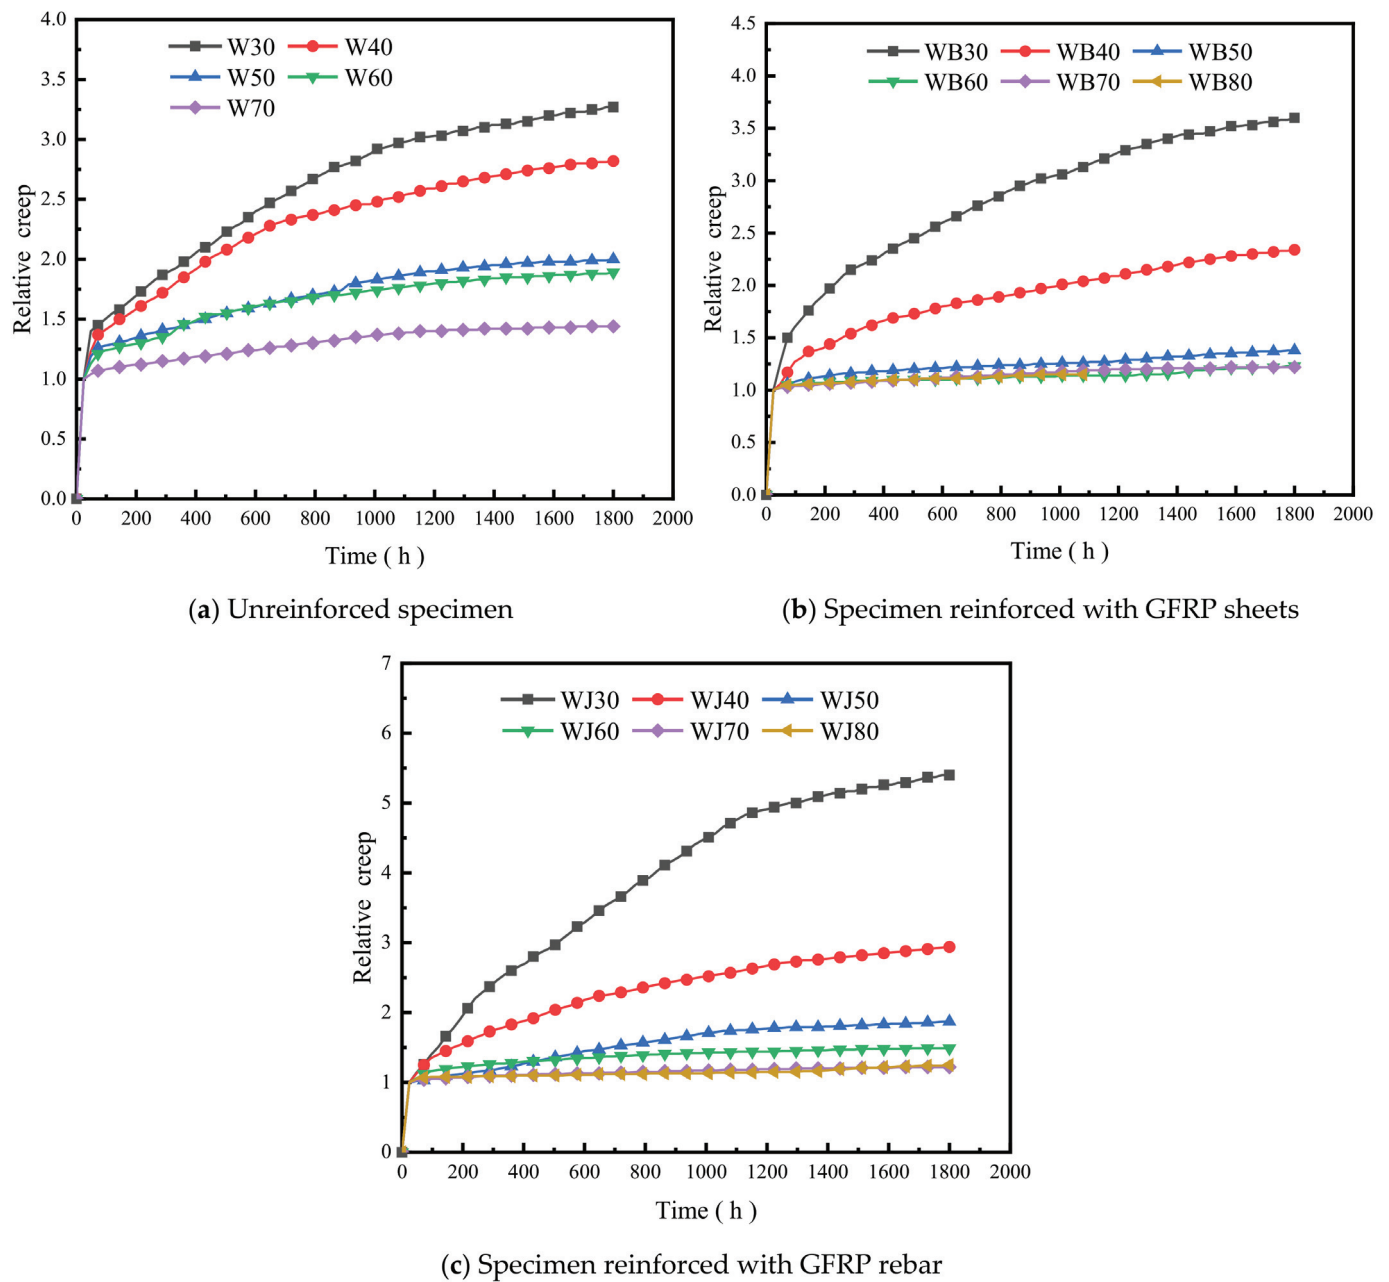 4.0
3.5
3.0
2.5
2.0
1.5
1.0
0.5
0.0
Relative creep
W30 W40
W50 W60
W70
0 200 400 600 800 1000 1200 1400 1600 1800 2000
Time ( h )
(a) Unreinforced specimen
4.5
4.0
3.5
3.0
2.5
2.0
1.5
1.0
0.5
0.0
Relative creep
WB30 WB40 WB50
WB60 WB70 WB80
0 200 400 600 800 1000 1200 1400 1600 1800 2000
Time ( h )
(b) Specimen reinforced with GFRP sheets
7
6
5
4
3
2
1
0
Relative creep
WJ30 WJ40 WJ50
WJ60 WJ70 WJ80
0 200 400 600 800 1000 1200 1400 1600 1800 2000
Time ( h )
(c) Specimen reinforced with GFRP rebar